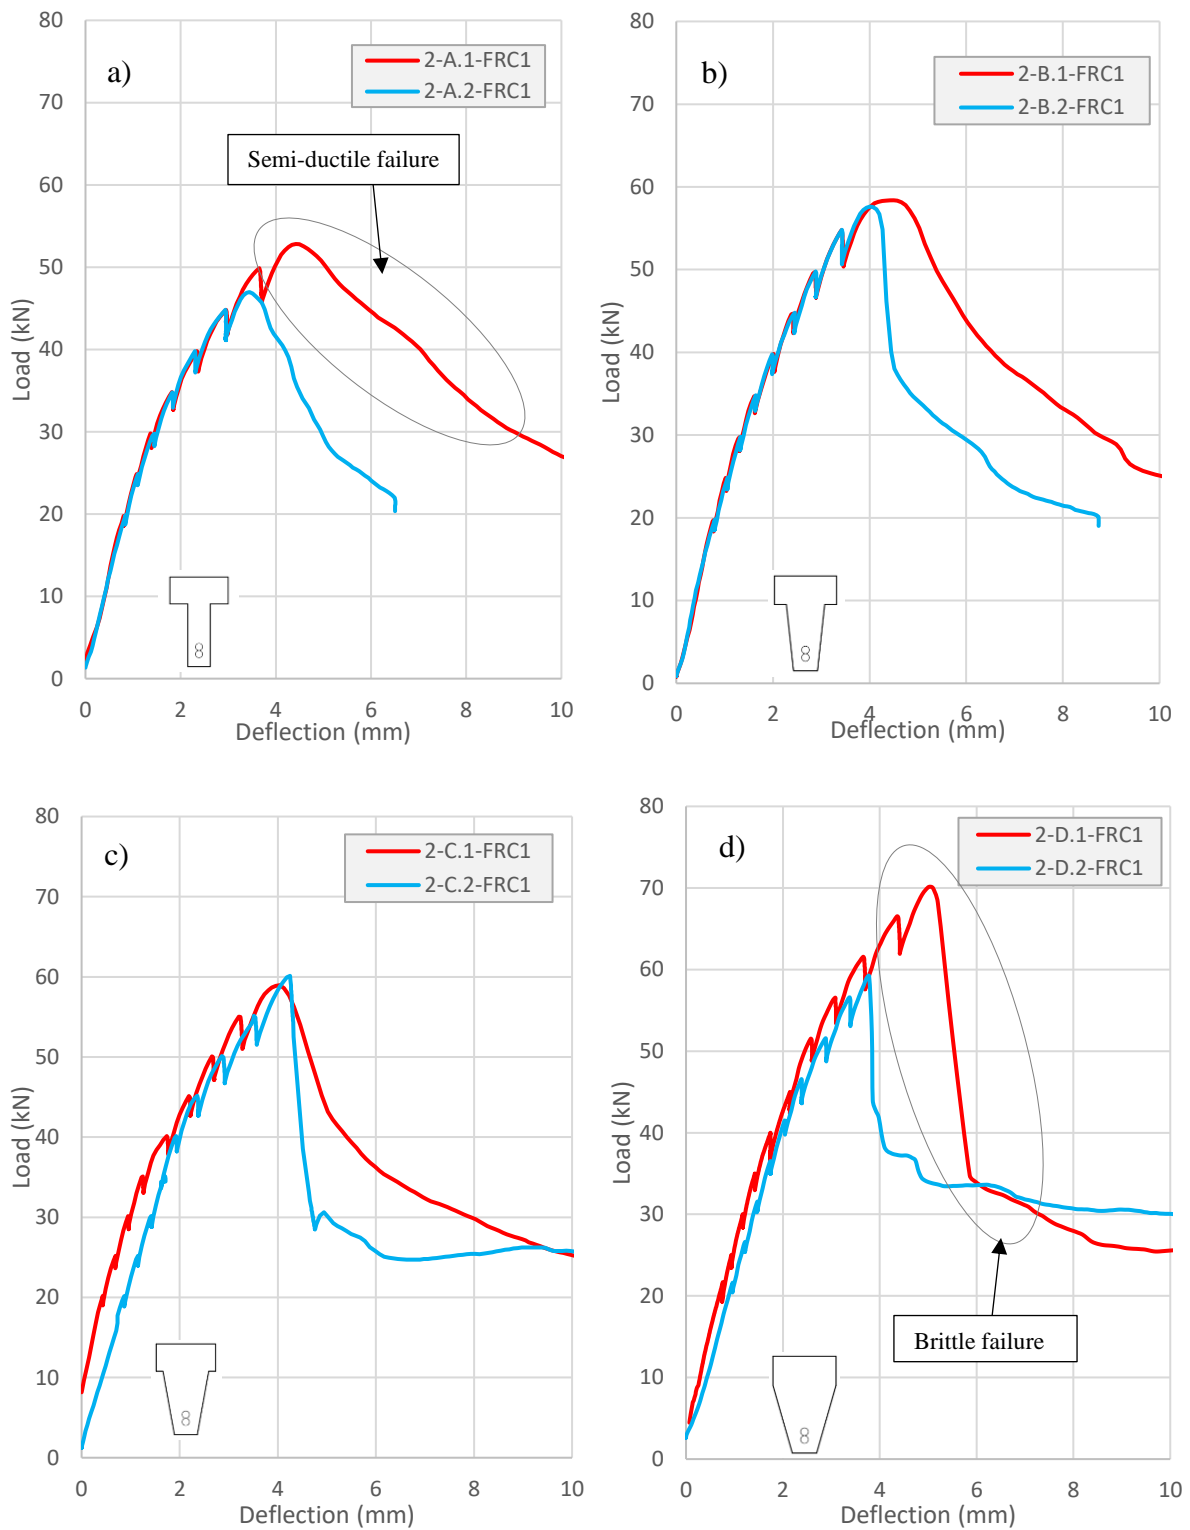 a)
2-A.1-FRC1
2-A.2-FRC1
Semi-ductile failure
80
70
60
50
40
30
20
10
0
Load (kN)
0 2 4 6 8 10
Deflection (mm)
b)
2-B.1-FRC1
2-B.2-FRC1
80
70
60
50
40
30
20
10
0
Load (kN)
0 2 4 6 8 10
Deflection (mm)
c)
2-C.1-FRC1
2-C.2-FRC1
80
70
60
50
40
30
20
10
0
Load (kN)
0 2 4 6 8 10
Deflection (mm)
d)
2-D.1-FRC1
2-D.2-FRC1
80
70
60
50
40
30
20
10
0
Load (kN)
Brittle failure
0 2 4 6 8 10
Deflection (mm)